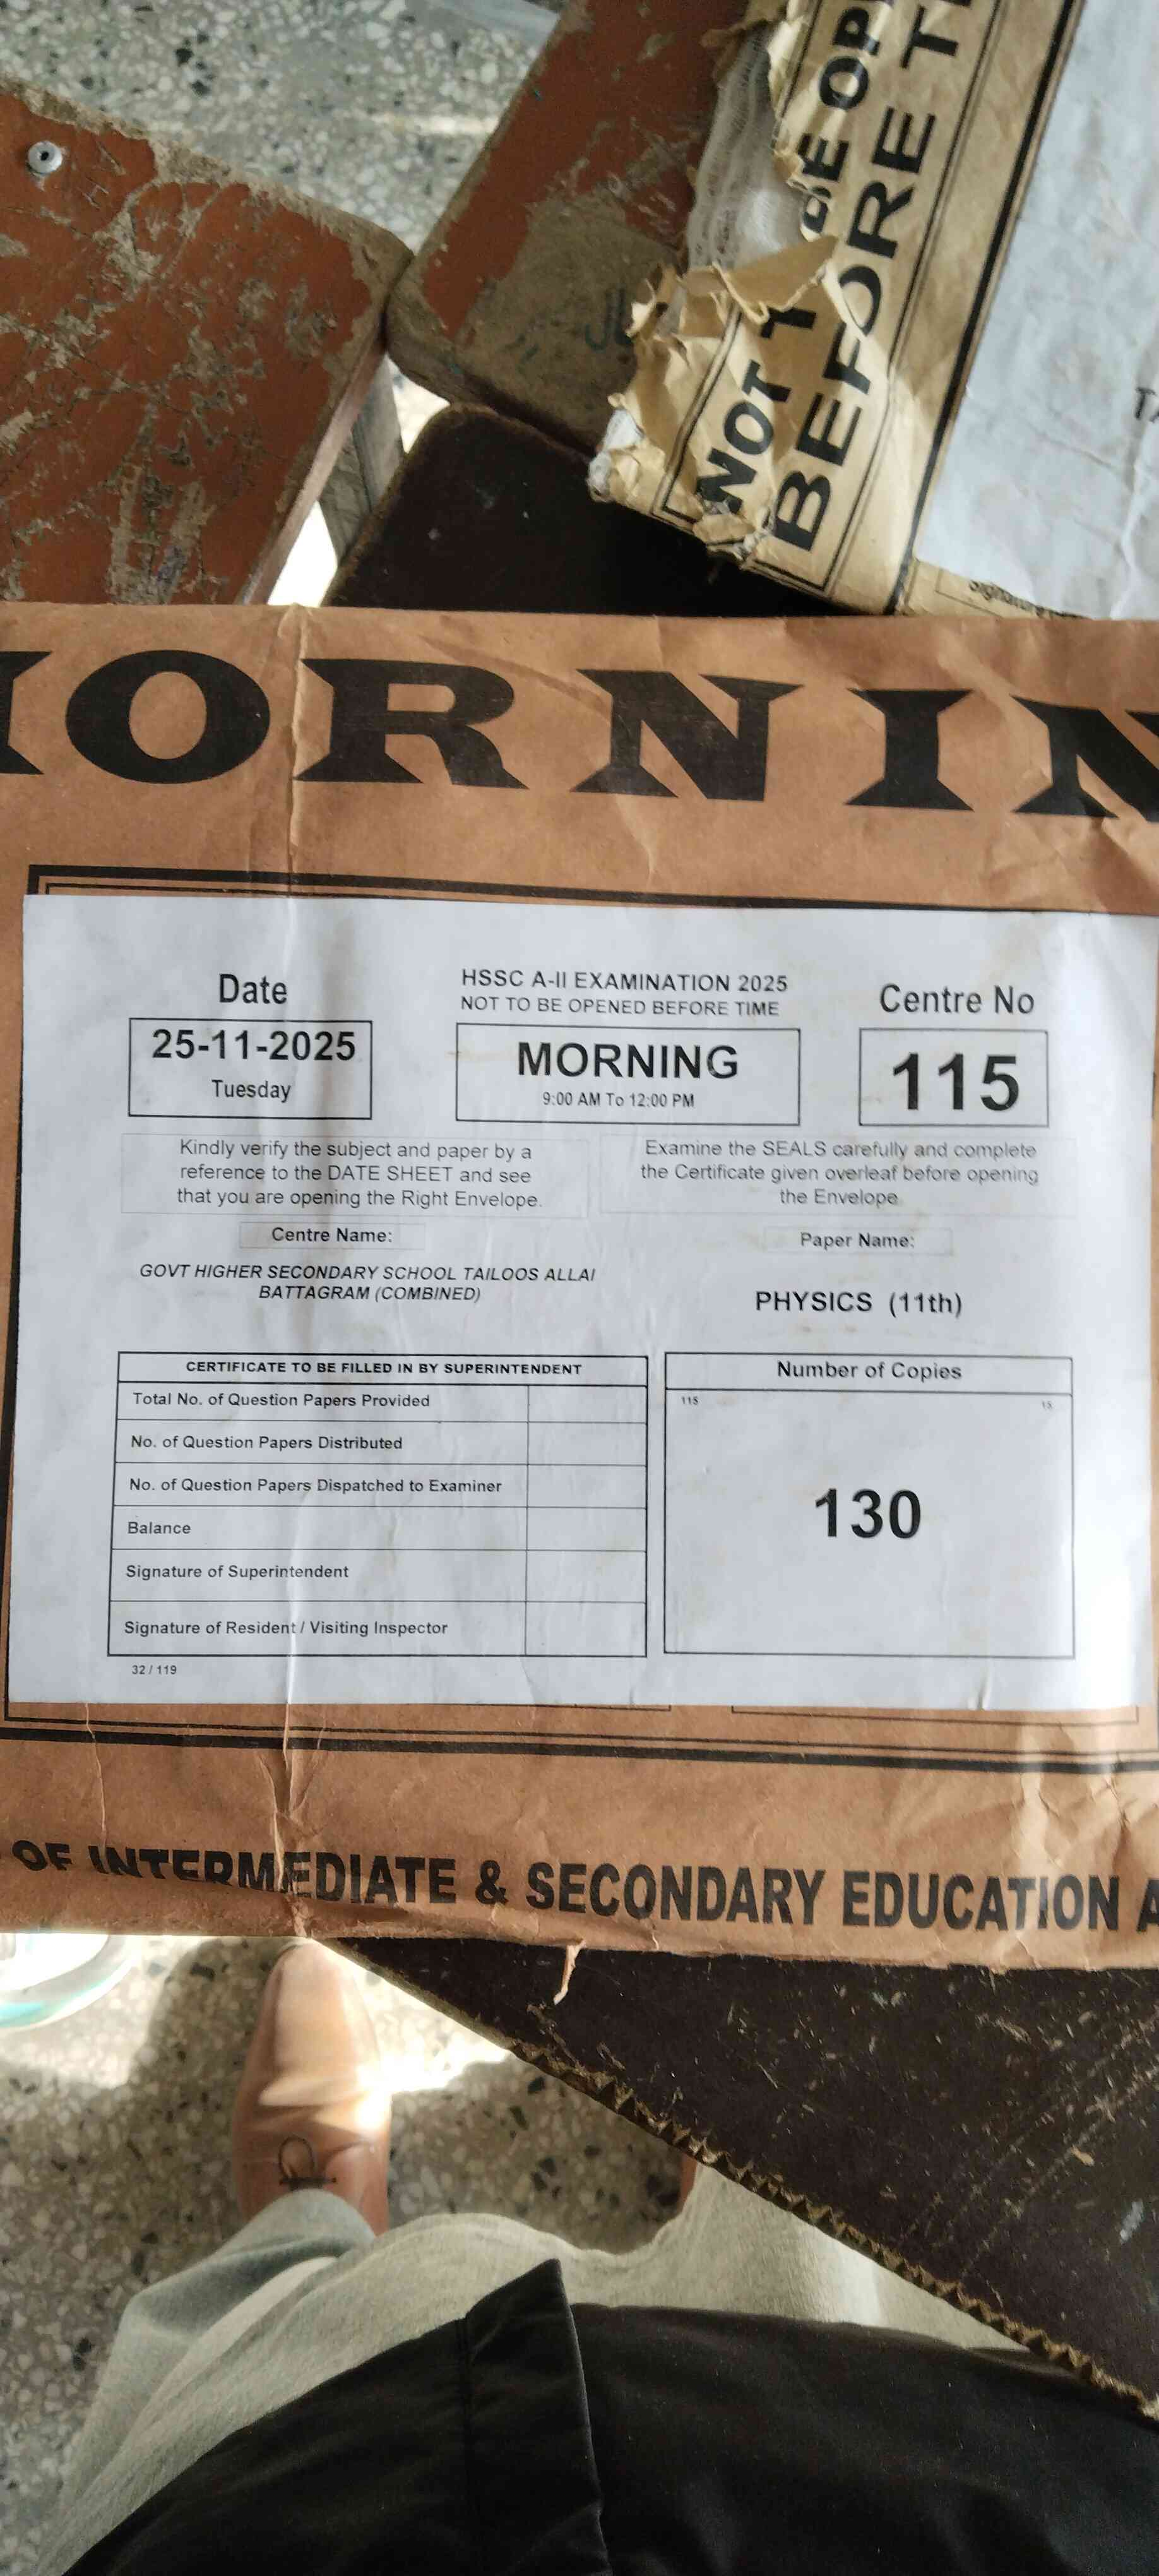 NOT T BE OP
BEFORE T
TA
Signature
MORNIN
Date
25-11-2025
Tuesday
HSSC A-II EXAMINATION 2025
NOT TO BE OPENED BEFORE TIME
MORNING
9:00 AM To 12:00 PM
Centre No
115
Kindly verify the subject and paper by a
reference to the DATE SHEET and see
that you are opening the Right Envelope.
Examine the SEALS carefully and complete
the Certificate given overleaf before opening
the Envelope
Centre Name:
GOVT HIGHER SECONDARY SCHOOL TAILOOS ALLAI
BATTAGRAM (COMBINED)
Paper Name:
PHYSICS (11th)
CERTIFICATE TO BE FILLED IN BY SUPERINTENDENT
Total No. of Question Papers Provided
No. of Question Papers Distributed
No. of Question Papers Dispatched to Examiner
Balance
Signature of Superintendent
Signature of Resident / Visiting Inspector
32 / 119
Number of Copies
115 15
130
OF INTERMEDIATE & SECONDARY EDUCATION A